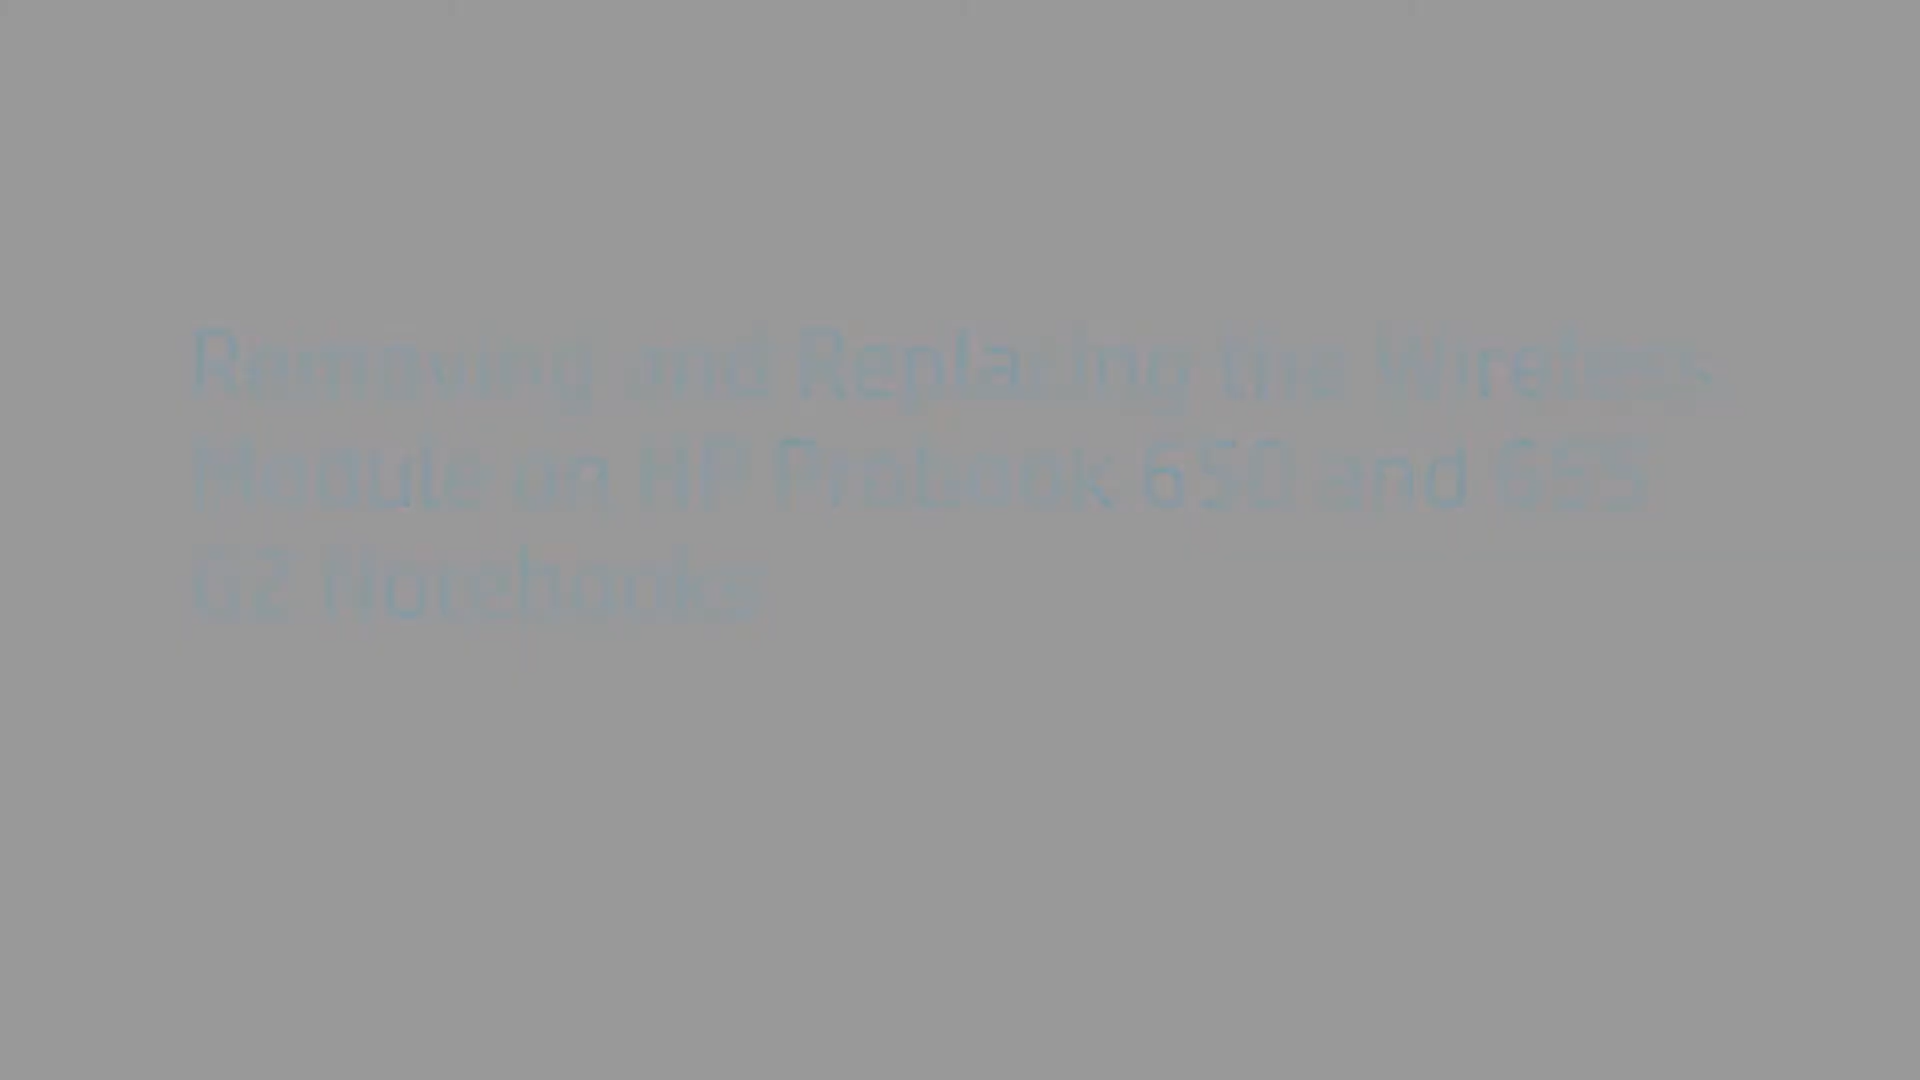 Removing and Replacing the Wireless
Module on HP Probook 650 and 655
G2 Notebooks